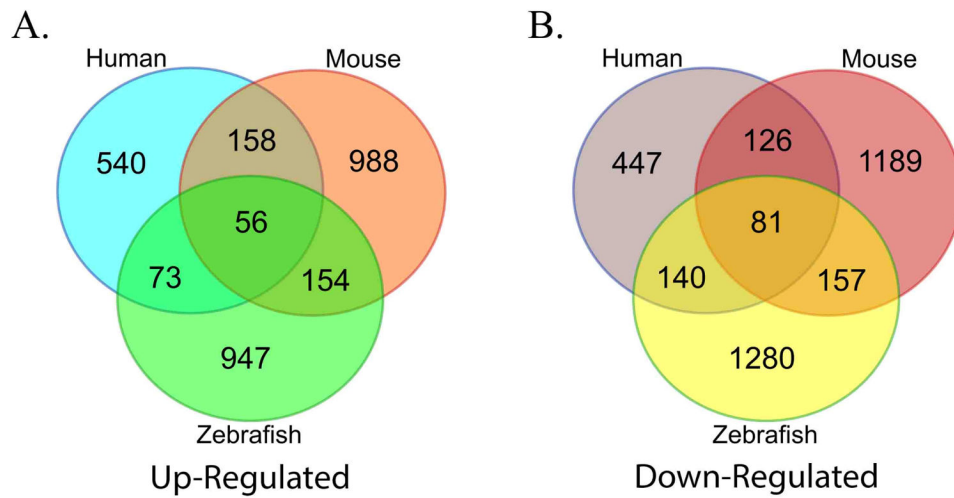 A.
Human
Mouse
540
158
988
56
73
154
947
Zebrafish
Up-Regulated
B.
Human
Mouse
447
126
1189
81
140
157
1280
Zebrafish
Down-Regulated